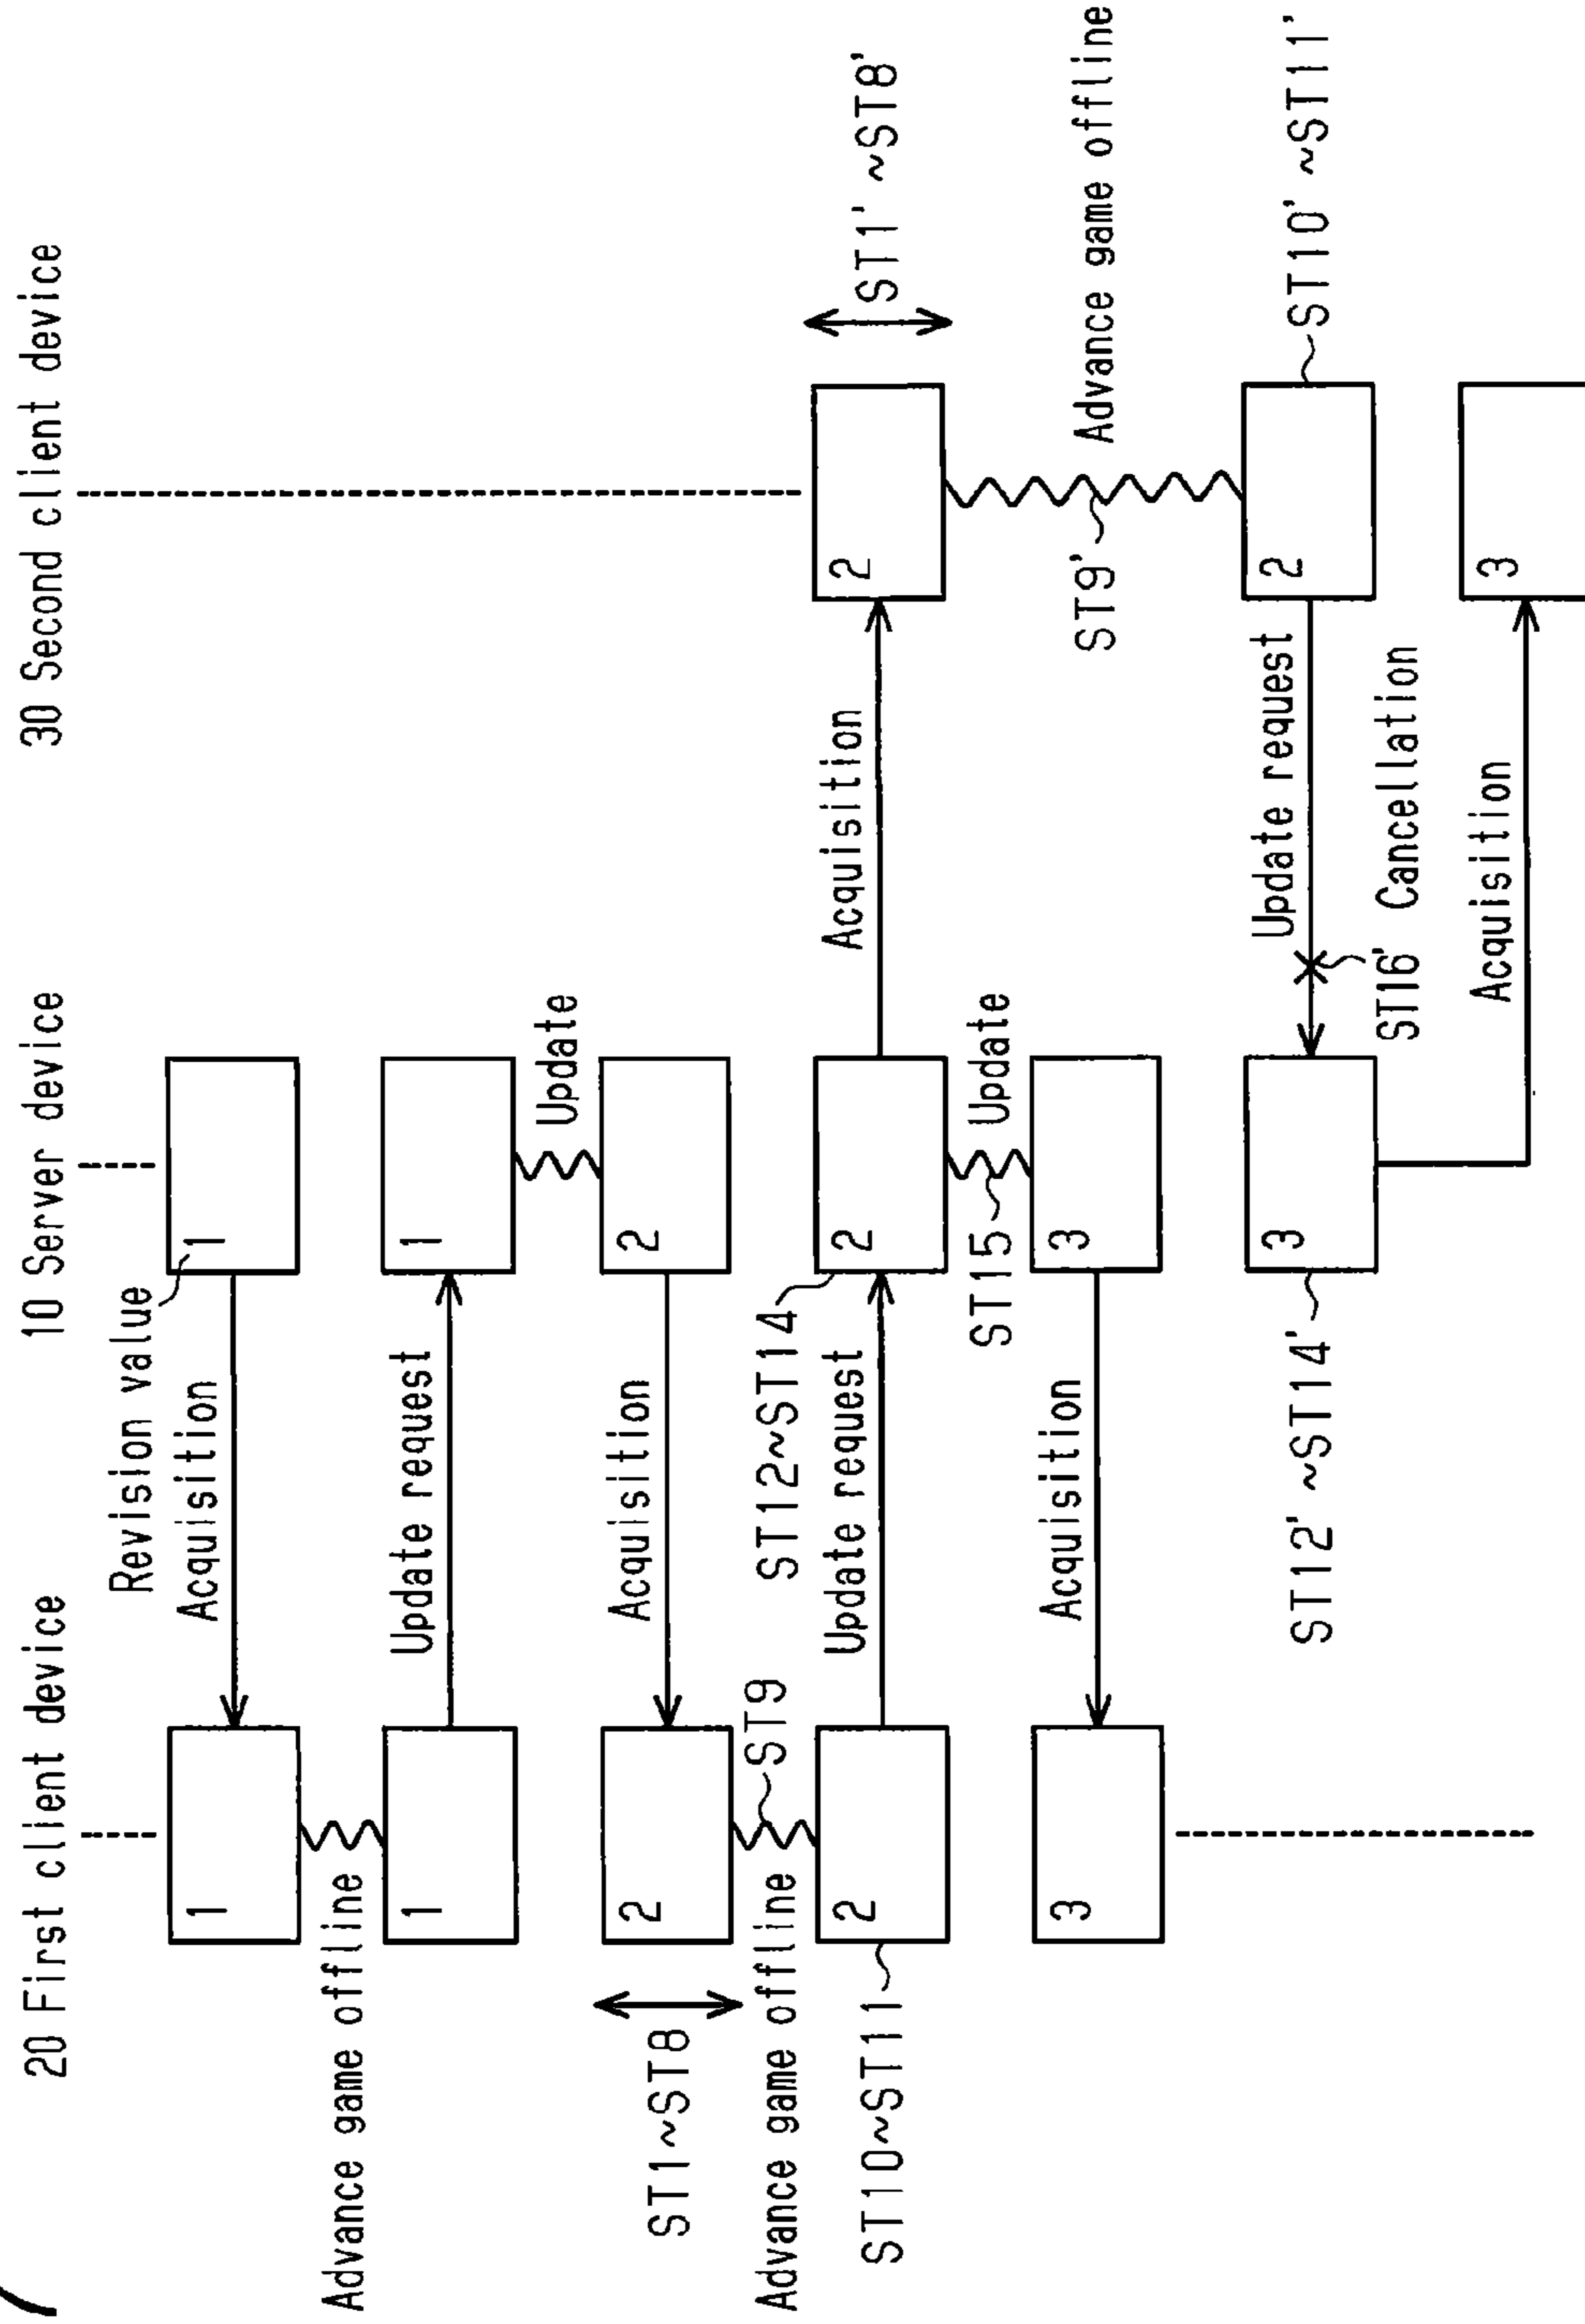 20 First client device
10 Server device
30 Second client device
Revision value
Acquisition
1
1
Advance game offline
Update request
1
1
Update
Acquisition
2
2
ST1~ST8
Advance game offline
ST9
ST12~ST14
Update request
Acquisition
2
2
2
ST1' ~ST8'
ST10~ST11
ST15
Update
ST9'
Advance game offline
Acquisition
3
3
Update request
3
2
ST10' ~ST11'
ST12' ~ST14'
ST16' Cancellation
Acquisition
3